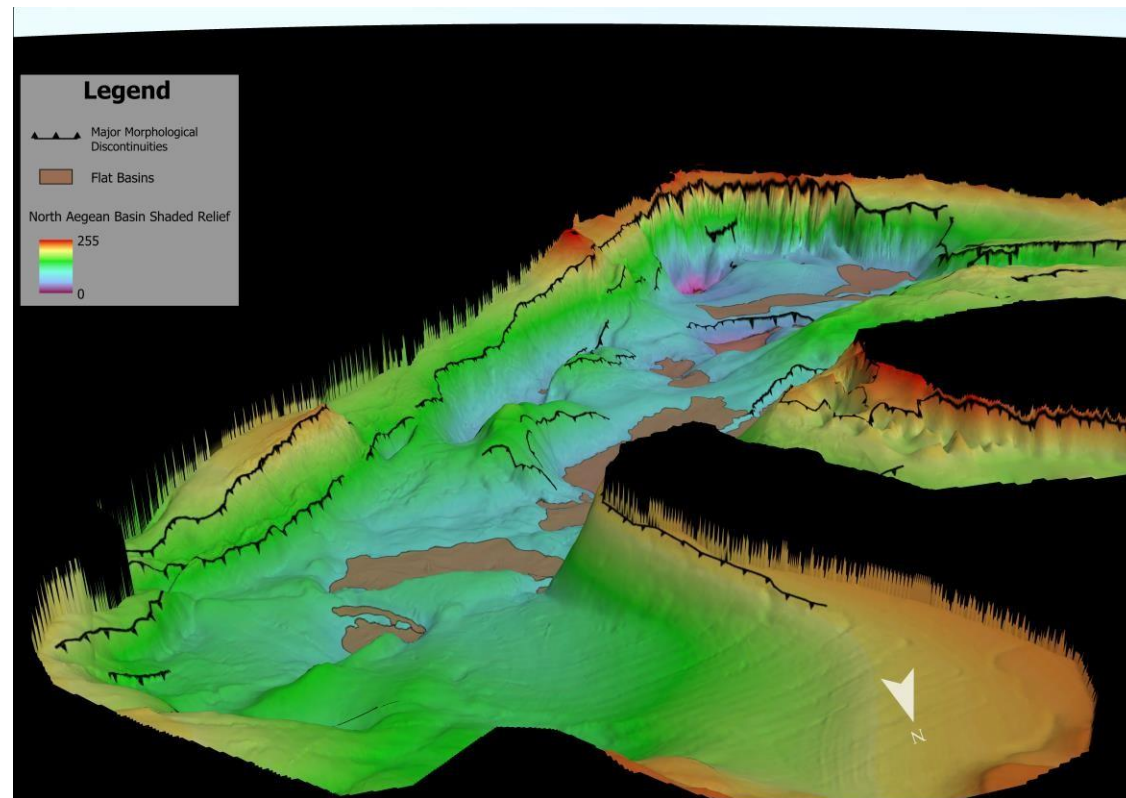 Legend
Major Morphological
Discontinuities
Flat Basins
North Aegean Basin Shaded Relief
255
0
N